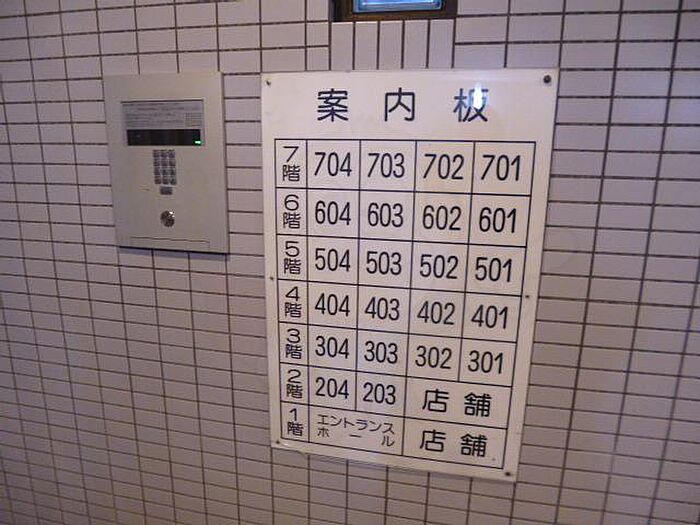 案内板
7階 704 703 702 701
6階 604 603 602 601
5階 504 503 502 501
4階 404 403 402 401
3階 304 303 302 301
2階 204 203 店舗
1階 エントランス
ホール 店舗